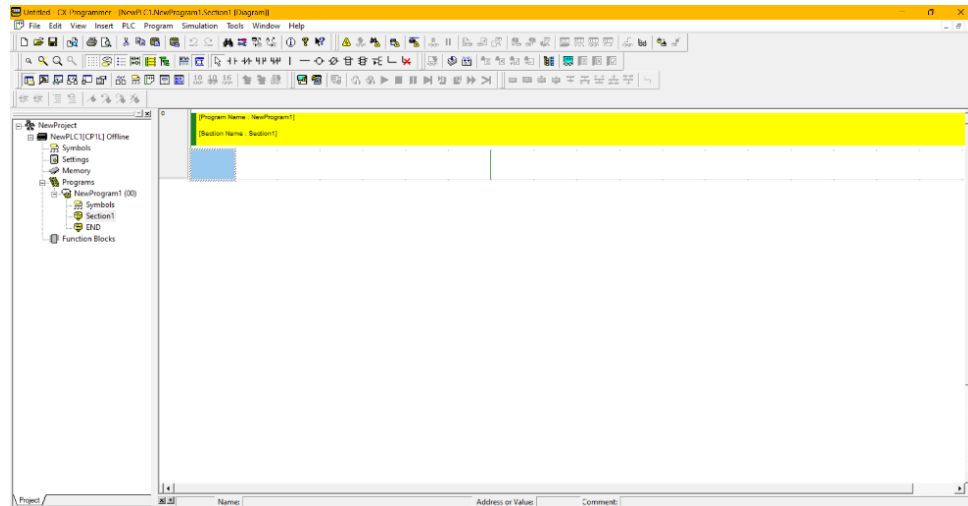 Untitled - CX-Programmer - [NewPLC1.NewProgram1.Section1 [Diagram]]
File Edit View Insert PLC Program Simulation Tools Window Help
NewProject
NewPLC1[CP1L] Offline
Symbols
Settings
Memory
Programs
NewProgram1 (00)
Symbols
Section1
END
Function Blocks
Project
0
[Program Name : NewProgram1]
[Section Name : Section1]
Name: Address or Value: Comment: